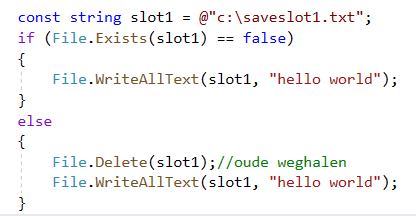 const string slot1 = @"c:\saveslot1.txt";
if (File.Exists(slot1) == false)
{
    File.WriteAllText(slot1, "hello world");
}
else
{
    File.Delete(slot1);//oude weghalen
    File.WriteAllText(slot1, "hello world");
}